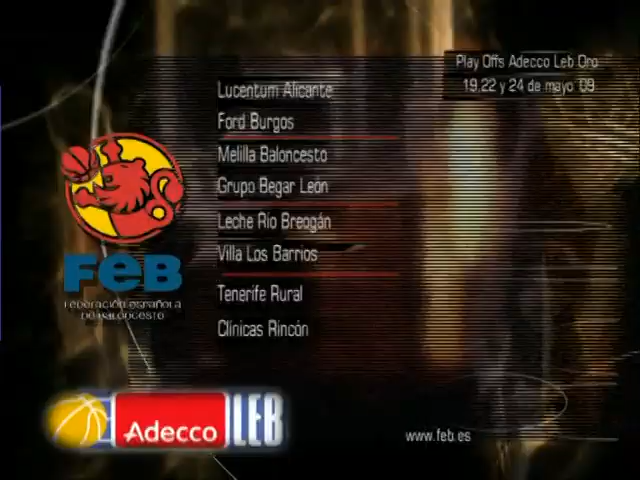 Play Offs Adecco Leb Oro
19,22 y 24 de mayo '09
Lucentum Alicante
Ford Burgos
Melilla Baloncesto
Grupo Begar León
Leche Río Breogán
Villa Los Barrios
Tenerife Rural
Clínicas Rincón
FEB
FEDERACIÓN ESPAÑOLA
DE BALONCESTO
Adecco LEB
www.feb.es